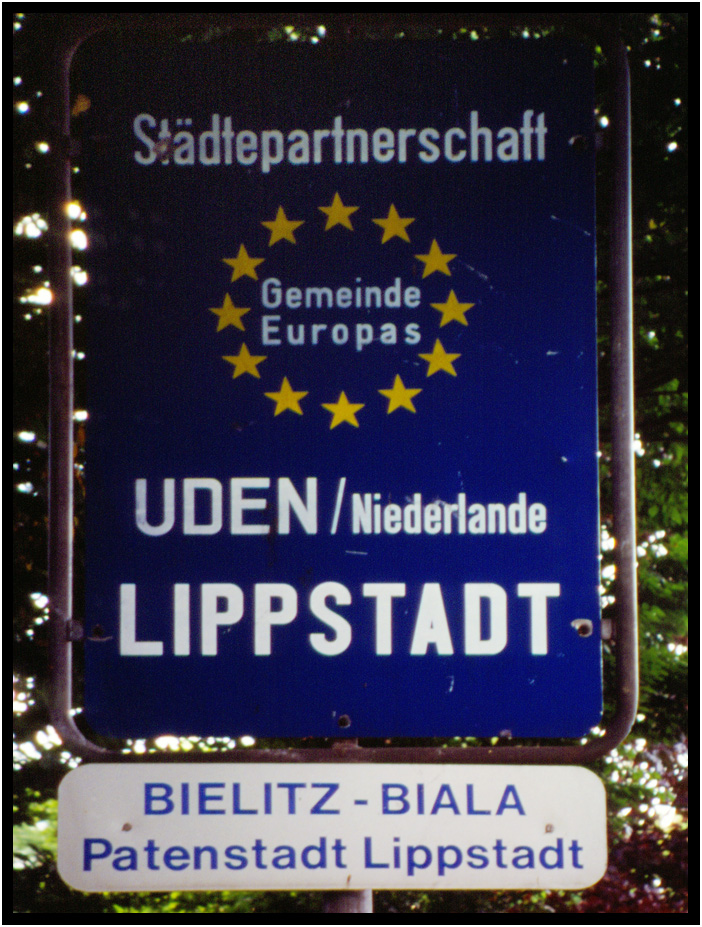 Städtepartnerschaft
Gemeinde
Europas
UDEN/Niederlande
LIPPSTADT
BIELITZ - BIALA
Patenstadt Lippstadt